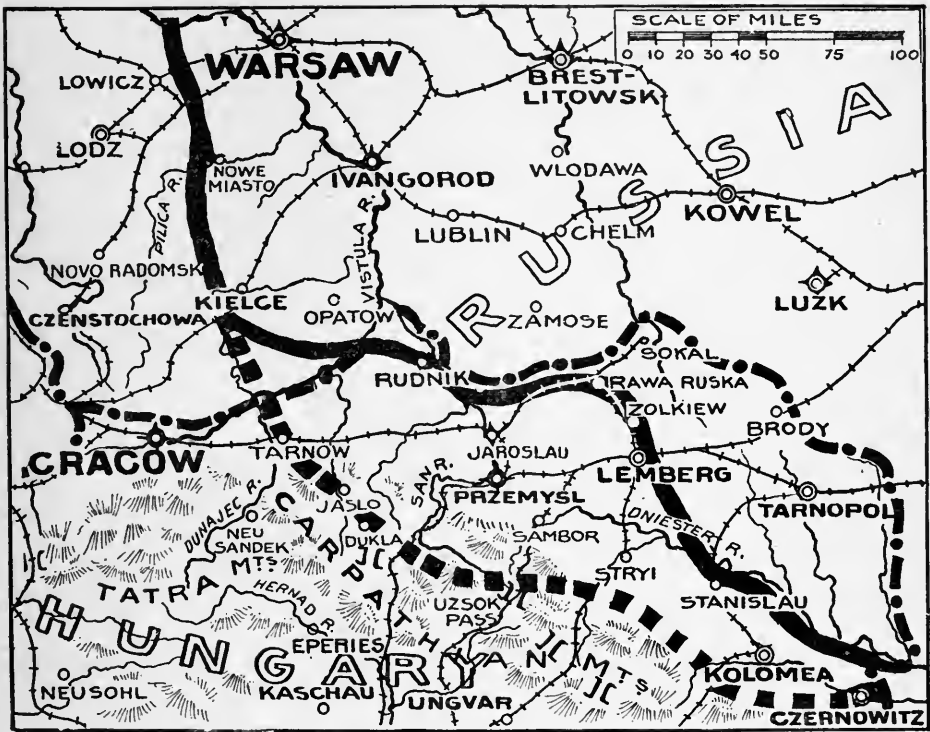 SCALE OF MILES
0 10 20 30 40 50 75 100
WARSAW
LOWICZ
BREST-
LITOWSK
LODZ
NOWE
MIASTO
IVANGOROD
WLODAWA
RUSSIA
KOWEL
PILICA R.
VISTULA R.
LUBLIN
CHELM
NOVO RADOMSK
KIELCE
OPATOW
ZAMOSE
LUZK
CZENSTOCHOWA
SOKAL
RUDNIK
RAWA RUSKA
ZOLKIEW
BRODY
CRACOW
TARNOW
JAROSLAU
LEMBERG
SAN R.
PRZEMYSL
TARNOPOL
DUNAJEC R.
JASLO
NEU
SANDEK
DUKLA
SAMBOR
DNIESTER R.
STRYI
TATRA MTS
HERNAD R.
UZSOK
PASS
STANISLAU
CARPATHIAN MTS
HUNGARY
EPERIES
KOLOMEA
NEUSOHL
KASCHAU
UNGVAR
CZERNOWITZ